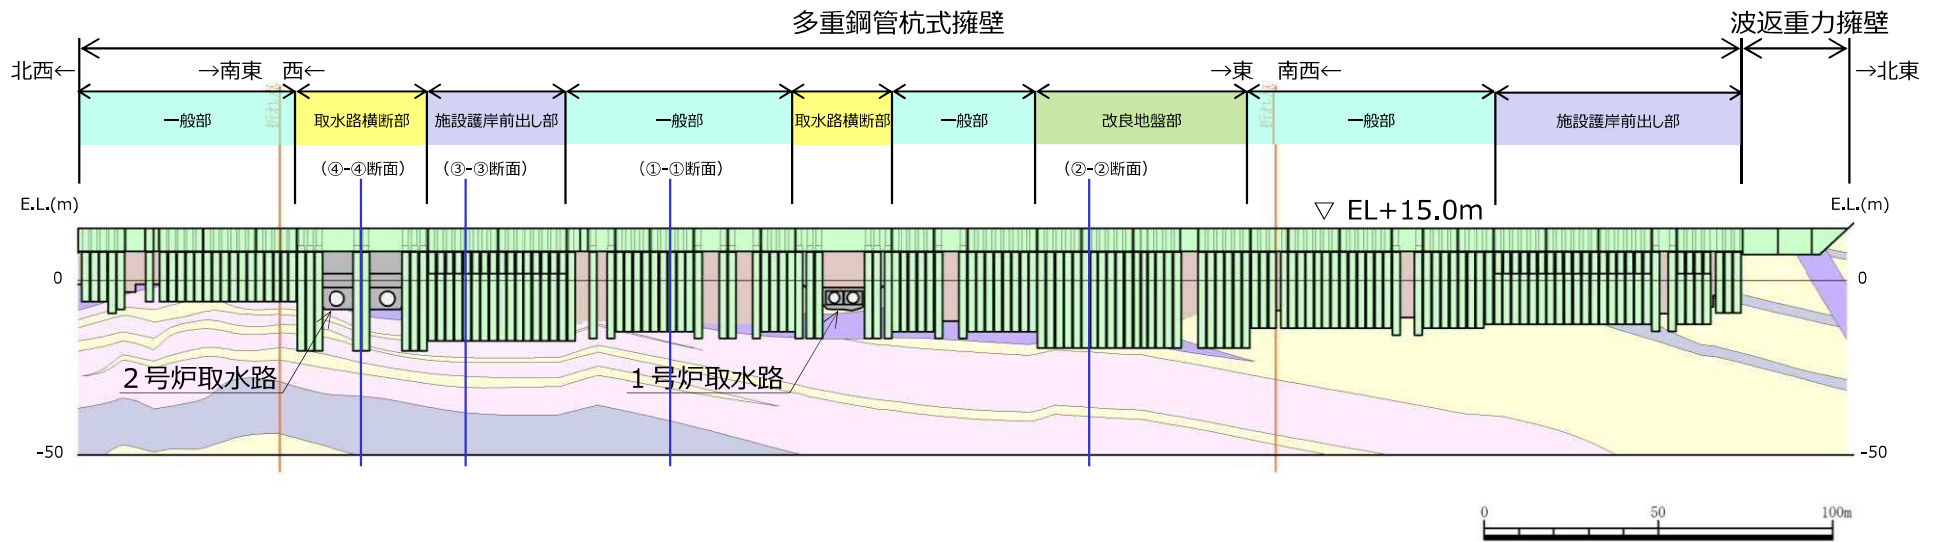 多重鋼管杭式擁壁
波返重力擁壁
北西←
→南東
西←
→東
南西←
→北東
一般部
取水路横断部
施設護岸前出し部
一般部
取水路横断部
一般部
改良地盤部
一般部
施設護岸前出し部
(④-④断面)
(③-③断面)
(①-①断面)
(②-②断面)
E.L.(m)
▽ EL+15.0m
E.L.(m)
0
0
2号炉取水路
1号炉取水路
-50
-50
0
50
100m